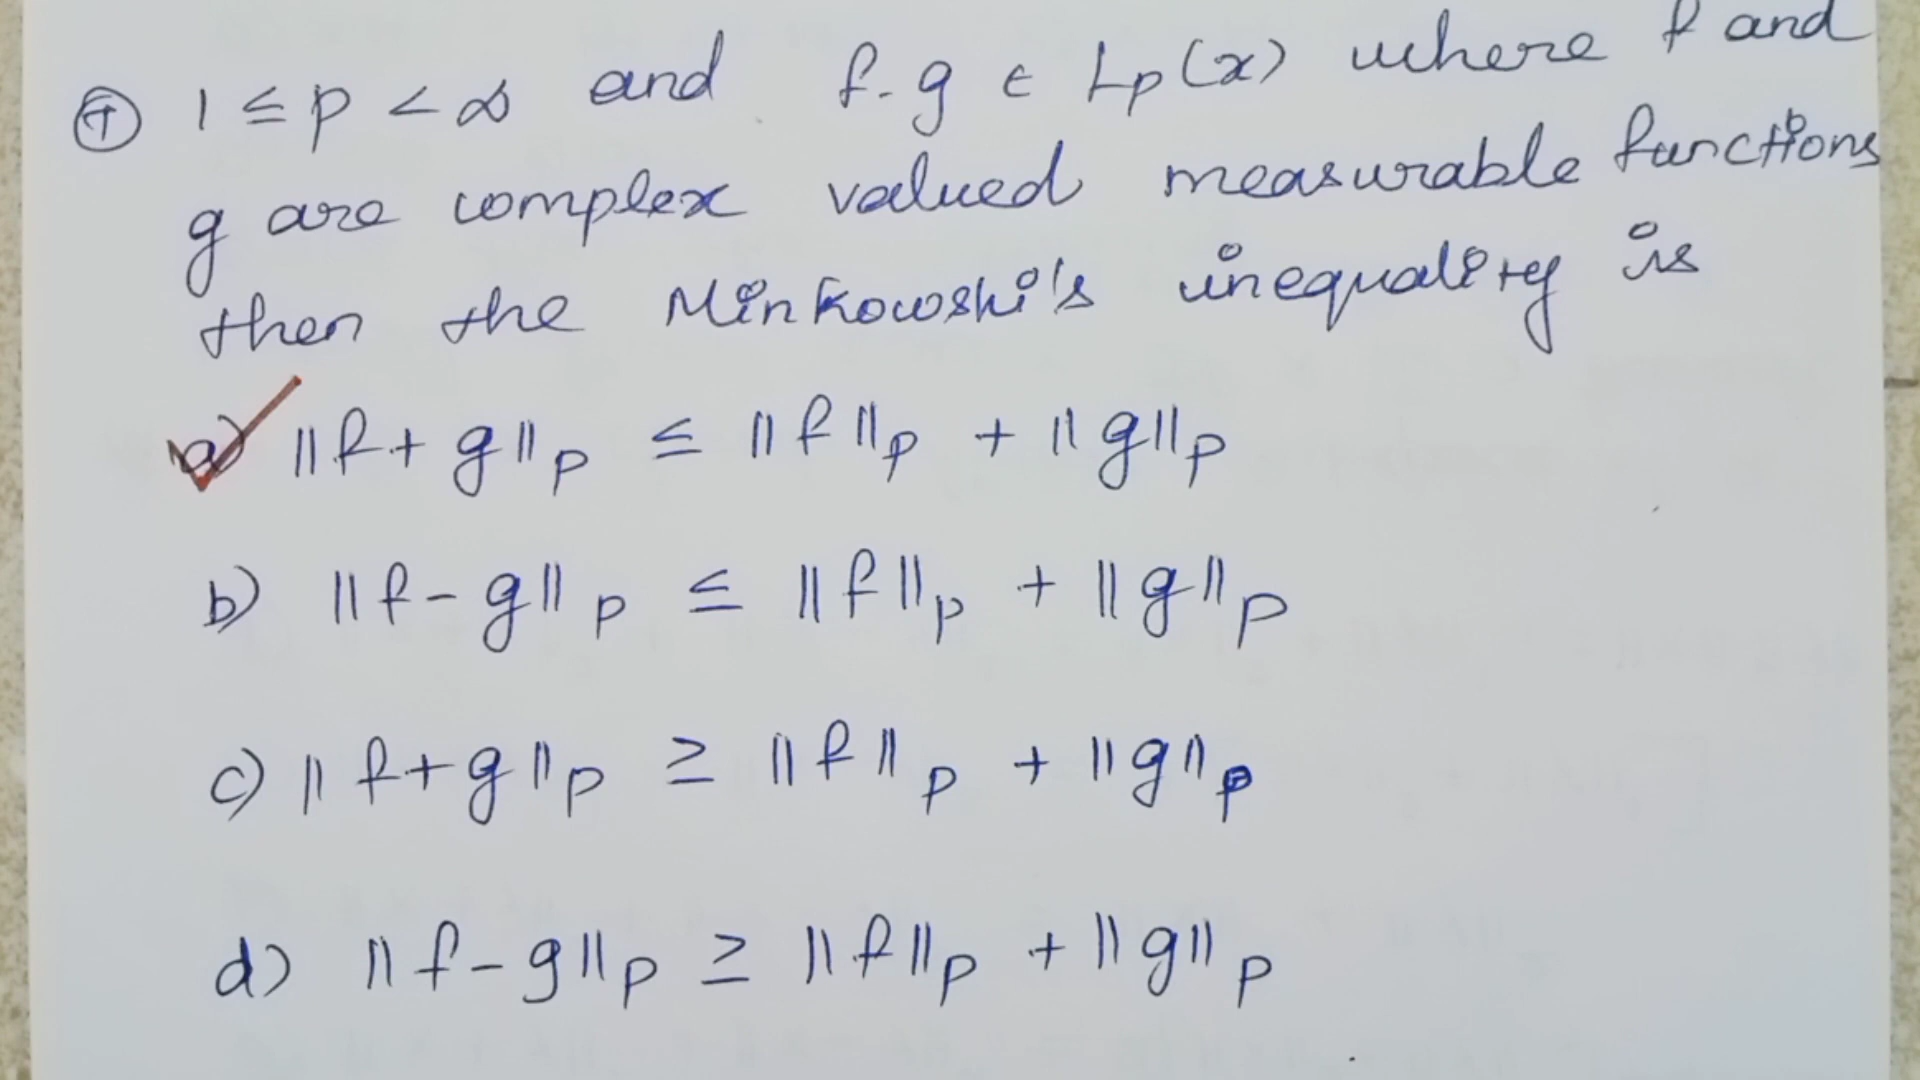 7 1 ≤ p < ∞ and f.g ε Lp(x) where f and
g are complex valued measurable functions
then the Minkowski's inequality is
a) ||f + g||p ≤ ||f||p + ||g||p
b) ||f - g||p ≤ ||f||p + ||g||p
c) ||f + g||p ≥ ||f||p + ||g||p
d) ||f - g||p ≥ ||f||p + ||g||p